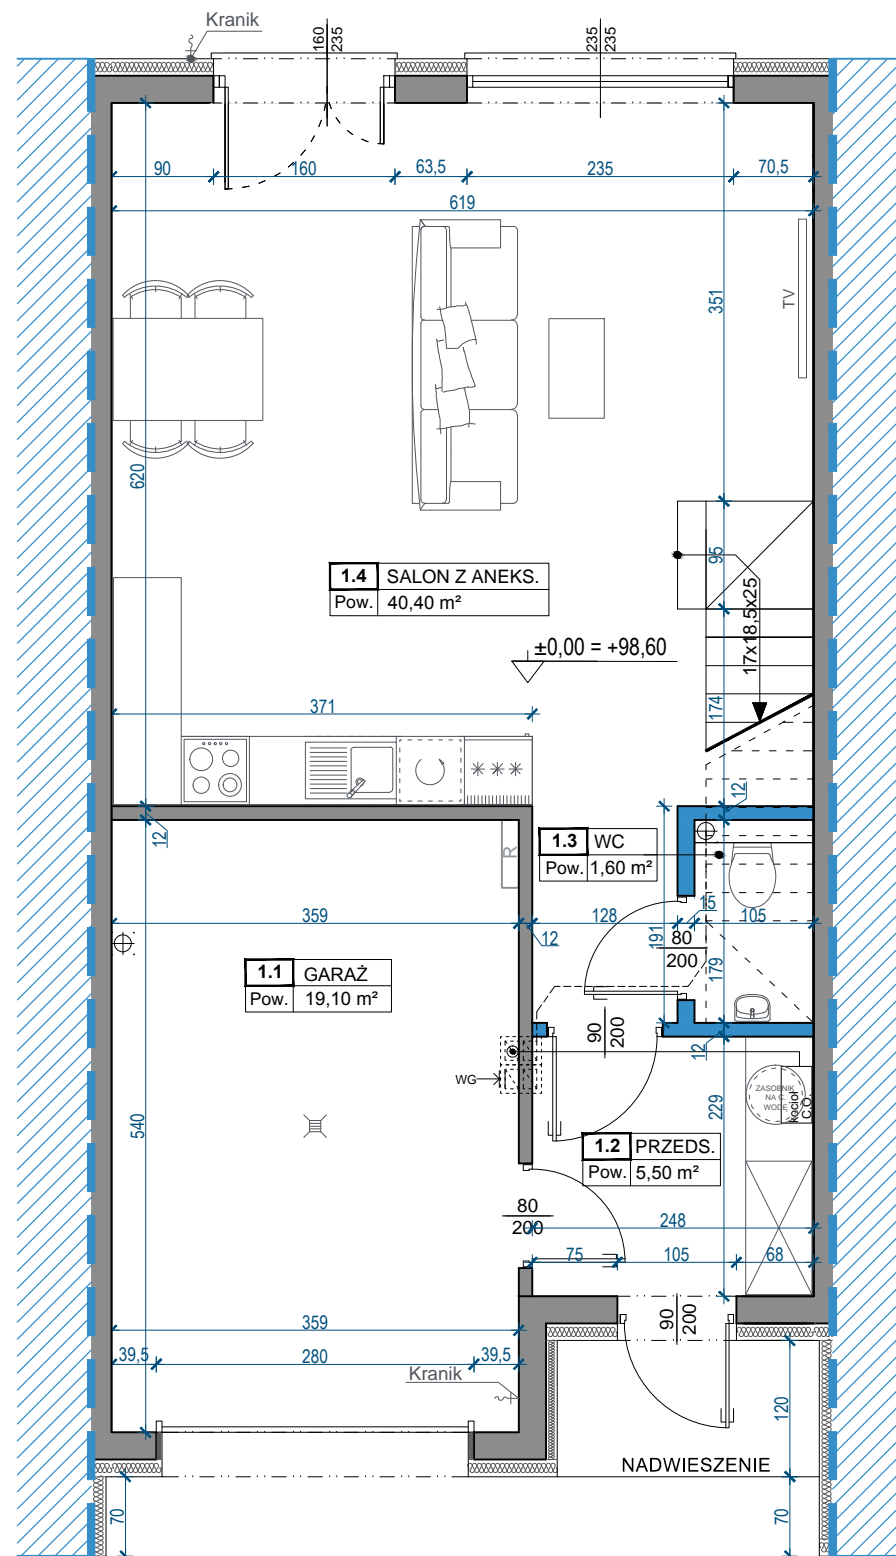 Kranik
160
235
235
235
90
160
63,5
235
70,5
619
351
TV
620
95
1.4 SALON Z ANEKS.
Pow. 40,40 m²
17x18,5x25
±0,00 = +98,60
371
174
12
12
1.3 WC
Pow. 1,60 m²
R
359
12
128
15
105
191
80
200
179
1.1 GARAŻ
Pow. 19,10 m²
90
200
12
WG
ZASOBNIK
NA C.
WODĘ
kocioł
C.O.
229
540
1.2 PRZEDS.
Pow. 5,50 m²
80
200
248
75
105
68
359
90
200
39,5
280
39,5
Kranik
120
NADWIESZENIE
70
70